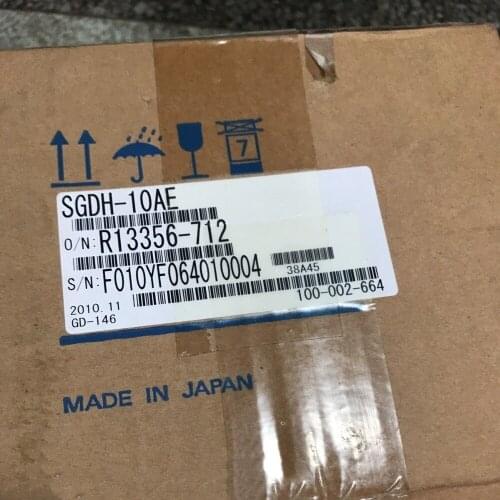 7
SGDH-10AE
O/N: R13356-712
S/N: F010YF064010004
38A45
2010.11
100-002-664
GD-146
MADE IN JAPAN